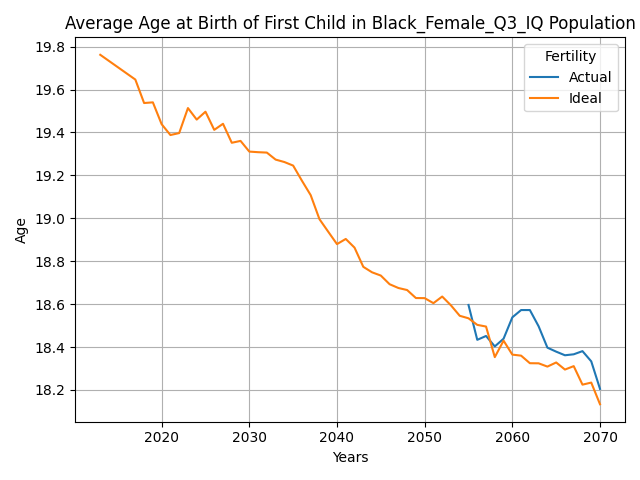 Average Age at Birth of First Child in Black_Female_Q3_IQ Population
Fertility
Actual
Ideal
Age
19.8
19.6
19.4
19.2
19.0
18.8
18.6
18.4
18.2
2020
2030
2040
2050
2060
2070
Years